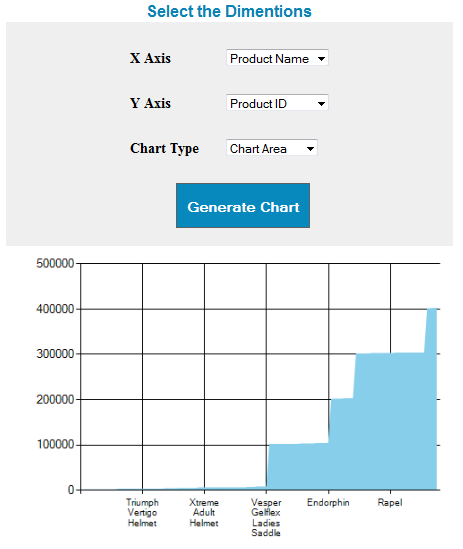 Select the Dimentions
X Axis Product Name
Y Axis Product ID
Chart Type Chart Area
Generate Chart
500000
400000
300000
200000
100000
0
Triumph Xtreme Vesper Endorphin Rapel
Vertigo Adult Gelflex
Helmet Helmet Ladies
Saddle